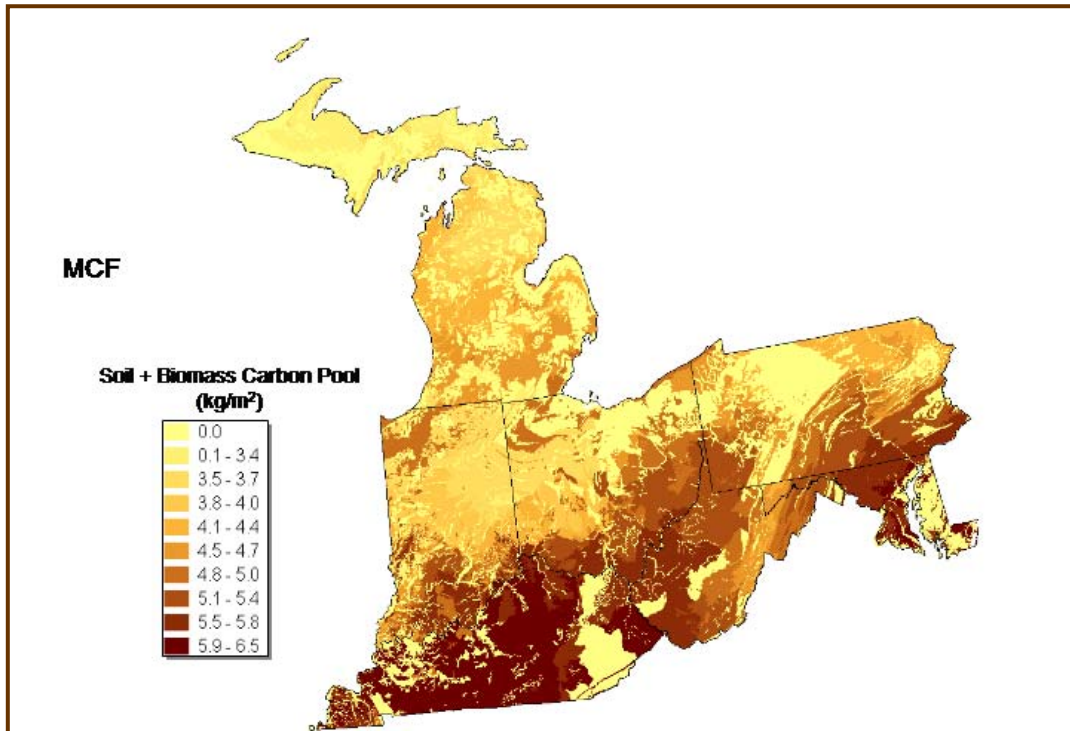 MCF
Soil + Biomass Carbon Pool
(kg/m²)
0.0
0.1 - 3.4
3.5 - 3.7
3.8 - 4.0
4.1 - 4.4
4.5 - 4.7
4.8 - 5.0
5.1 - 5.4
5.5 - 5.8
5.9 - 6.5